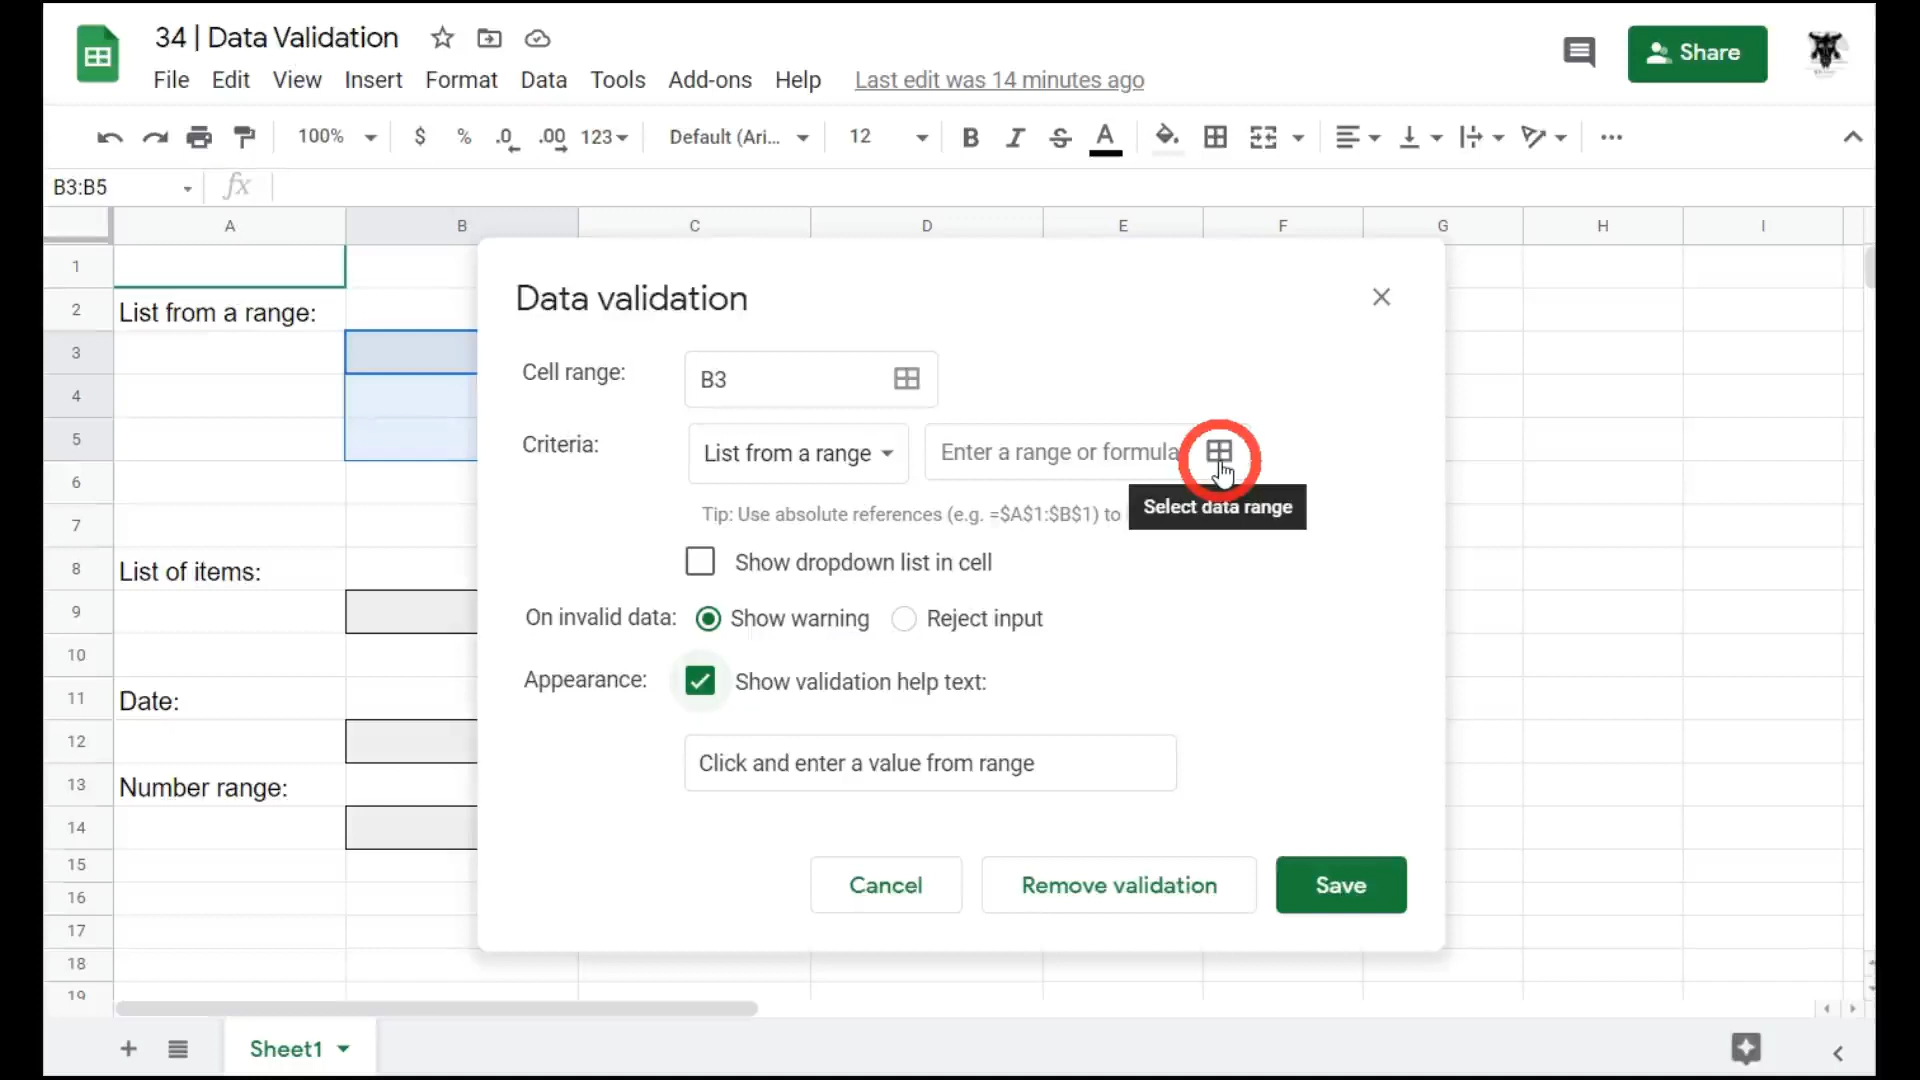 34 | Data Validation
File Edit View Insert Format Data Tools Add-ons Help Last edit was 14 minutes ago
Share
100% $ % .0 .00 123 Default (Ari... 12 B I S A
B3:B5 fx
A B C D E F G H I
1
2 List from a range:
3
4
5
6
7
8 List of items:
9
10
11 Date:
12
13 Number range:
14
15
16
17
18
19
Data validation
Cell range: B3
Criteria: List from a range Enter a range or formula
Select data range
Tip: Use absolute references (e.g. =$A$1:$B$1) to
Show dropdown list in cell
On invalid data: Show warning Reject input
Appearance: Show validation help text:
Click and enter a value from range
Cancel Remove validation Save
Sheet1